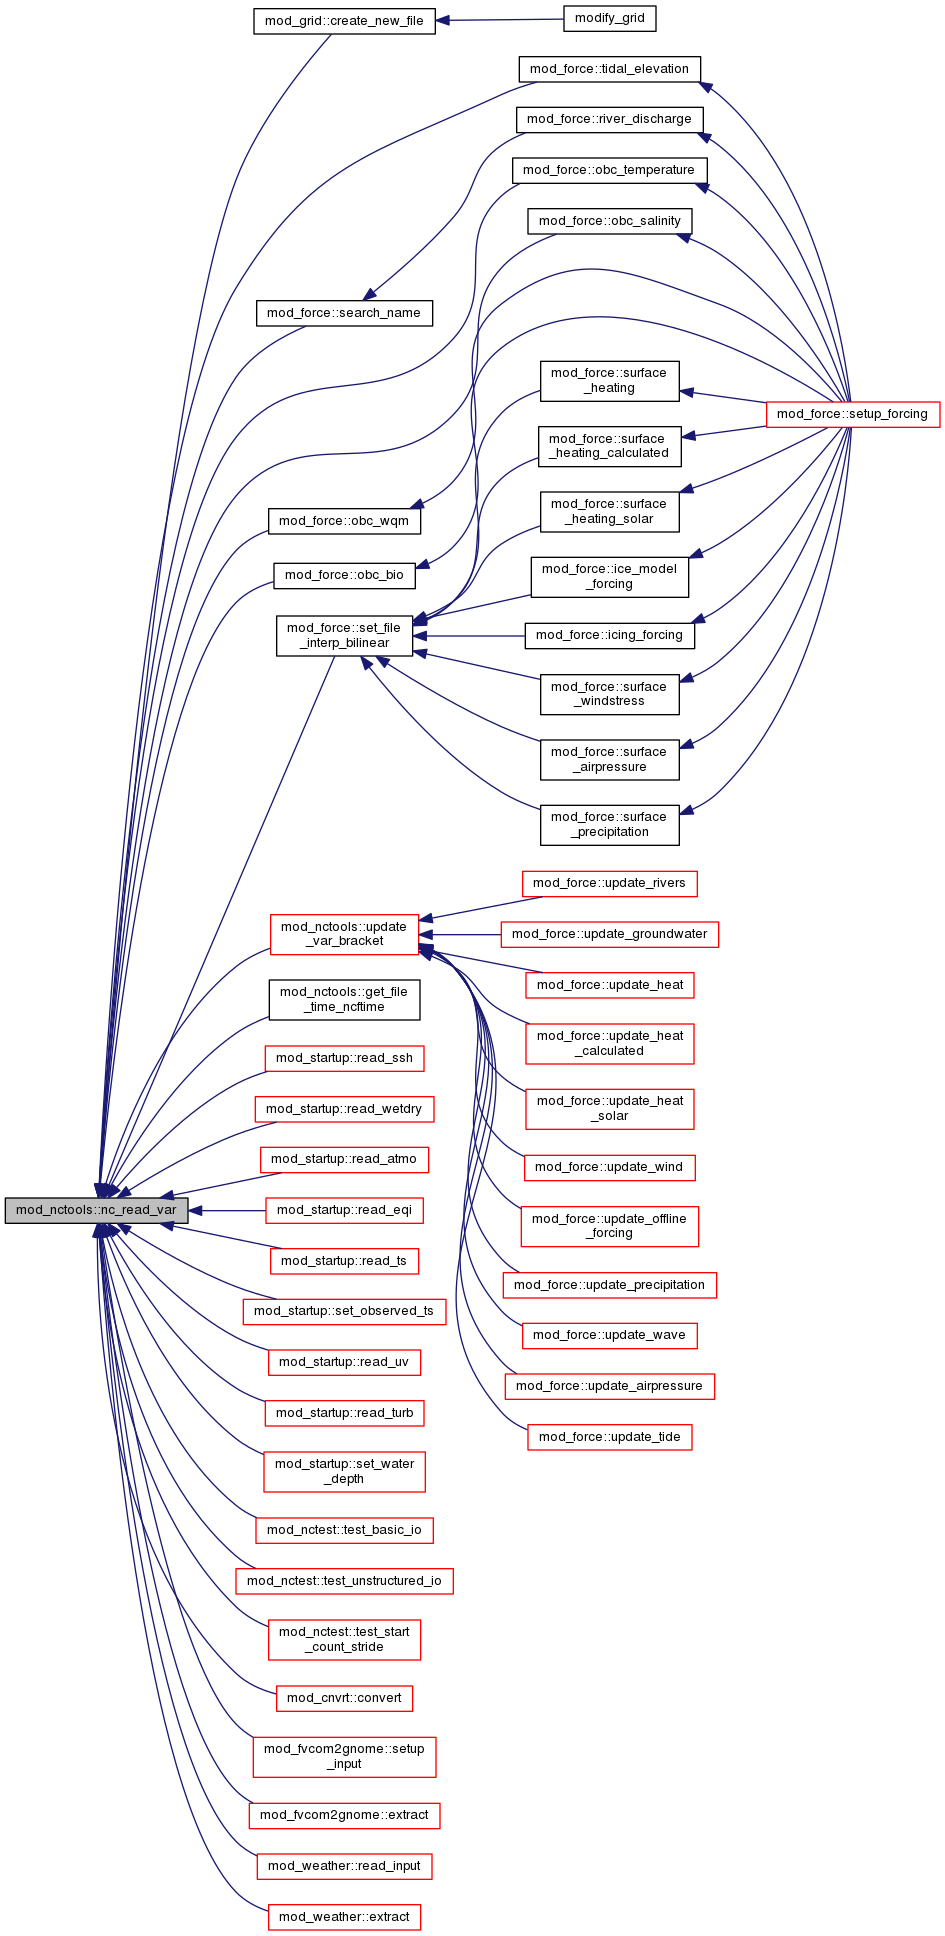 mod_grid::create_new_file
modify_grid
mod_force::tidal_elevation
mod_force::river_discharge
mod_force::obc_temperature
mod_force::obc_salinity
mod_force::search_name
mod_force::surface
_heating
mod_force::setup_forcing
mod_force::surface
_heating_calculated
mod_force::surface
_heating_solar
mod_force::obc_wqm
mod_force::obc_bio
mod_force::ice_model
_forcing
mod_force::set_file
_interp_bilinear
mod_force::icing_forcing
mod_force::surface
_windstress
mod_force::surface
_airpressure
mod_force::surface
_precipitation
mod_force::update_rivers
mod_nctools::update
_var_bracket
mod_force::update_groundwater
mod_force::update_heat
mod_nctools::get_file
_time_ncftime
mod_force::update_heat
_calculated
mod_startup::read_ssh
mod_startup::read_wetdry
mod_force::update_heat
_solar
mod_startup::read_atmo
mod_force::update_wind
mod_nctools::nc_read_var
mod_startup::read_eqi
mod_force::update_offline
_forcing
mod_startup::read_ts
mod_force::update_precipitation
mod_startup::set_observed_ts
mod_force::update_wave
mod_startup::read_uv
mod_force::update_airpressure
mod_startup::read_turb
mod_force::update_tide
mod_startup::set_water
_depth
mod_nctest::test_basic_io
mod_nctest::test_unstructured_io
mod_nctest::test_start
_count_stride
mod_cnvrt::convert
mod_fvcom2gnome::setup
_input
mod_fvcom2gnome::extract
mod_weather::read_input
mod_weather::extract